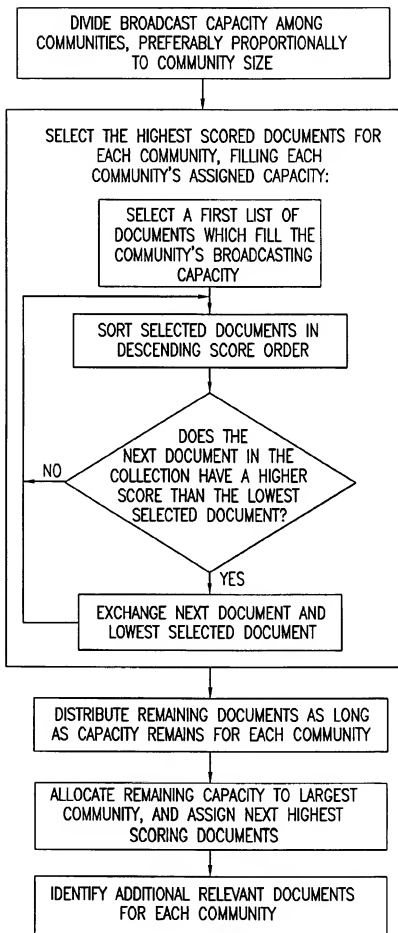 DIVIDE BROADCAST CAPACITY AMONG
COMMUNITIES, PREFERABLY PROPORTIONALLY
TO COMMUNITY SIZE
SELECT THE HIGHEST SCORED DOCUMENTS FOR
EACH COMMUNITY, FILLING EACH
COMMUNITY'S ASSIGNED CAPACITY:
SELECT A FIRST LIST OF
DOCUMENTS WHICH FILL THE
COMMUNITY'S BROADCASTING
CAPACITY
SORT SELECTED DOCUMENTS IN
DESCENDING SCORE ORDER
DOES THE
NEXT DOCUMENT IN THE
COLLECTION HAVE A HIGHER
SCORE THAN THE LOWEST
SELECTED DOCUMENT?
NO
YES
EXCHANGE NEXT DOCUMENT AND
LOWEST SELECTED DOCUMENT
DISTRIBUTE REMAINING DOCUMENTS AS LONG
AS CAPACITY REMAINS FOR EACH COMMUNITY
ALLOCATE REMAINING CAPACITY TO LARGEST
COMMUNITY, AND ASSIGN NEXT HIGHEST
SCORING DOCUMENTS
IDENTIFY ADDITIONAL RELEVANT DOCUMENTS
FOR EACH COMMUNITY